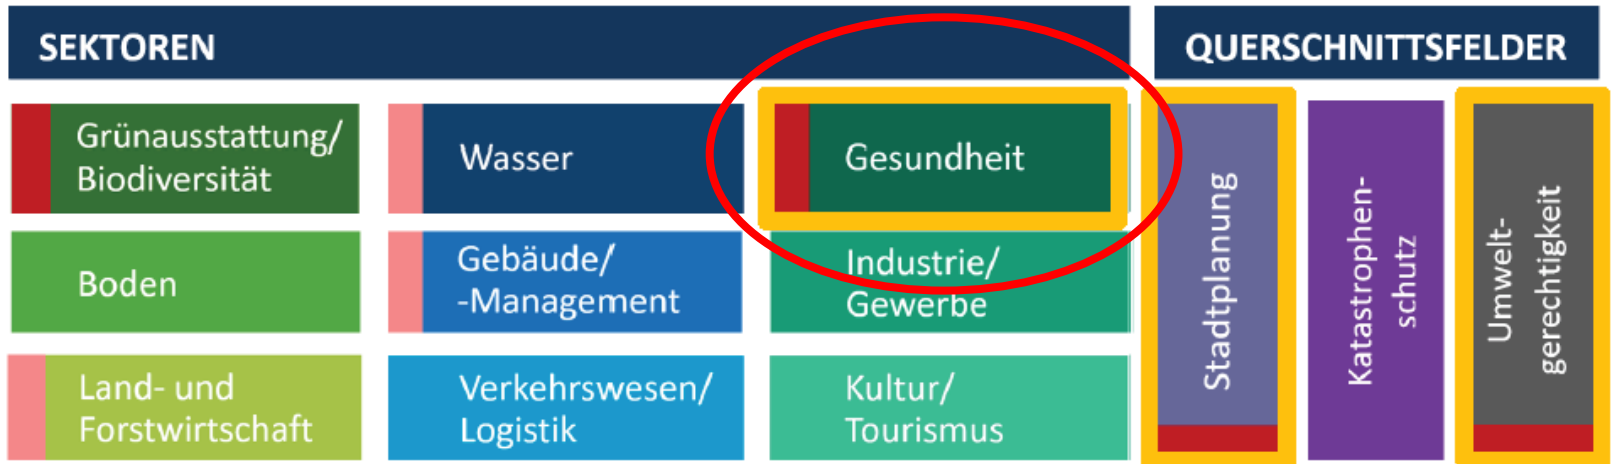 SEKTOREN
QUERSCHNITTSFELDER
Grünausstattung/
Biodiversität
Wasser
Gesundheit
Boden
Gebäude/
-Management
Industrie/
Gewerbe
Land- und
Forstwirtschaft
Verkehrswesen/
Logistik
Kultur/
Tourismus
Stadtplanung
Katastrophen-
schutz
Umwelt-
gerechtigkeit